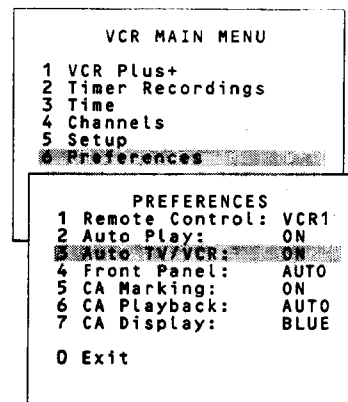 VCR MAIN MENU
1 VCR Plus+
2 Timer Recordings
3 Time
4 Channels
5 Setup
6 Preferences
PREFERENCES
1 Remote Control: VCR1
2 Auto Play: ON
3 Auto TV/VCR: ON
4 Front Panel: AUTO
5 CA Marking: ON
6 CA Playback: AUTO
7 CA Display: BLUE
0 Exit